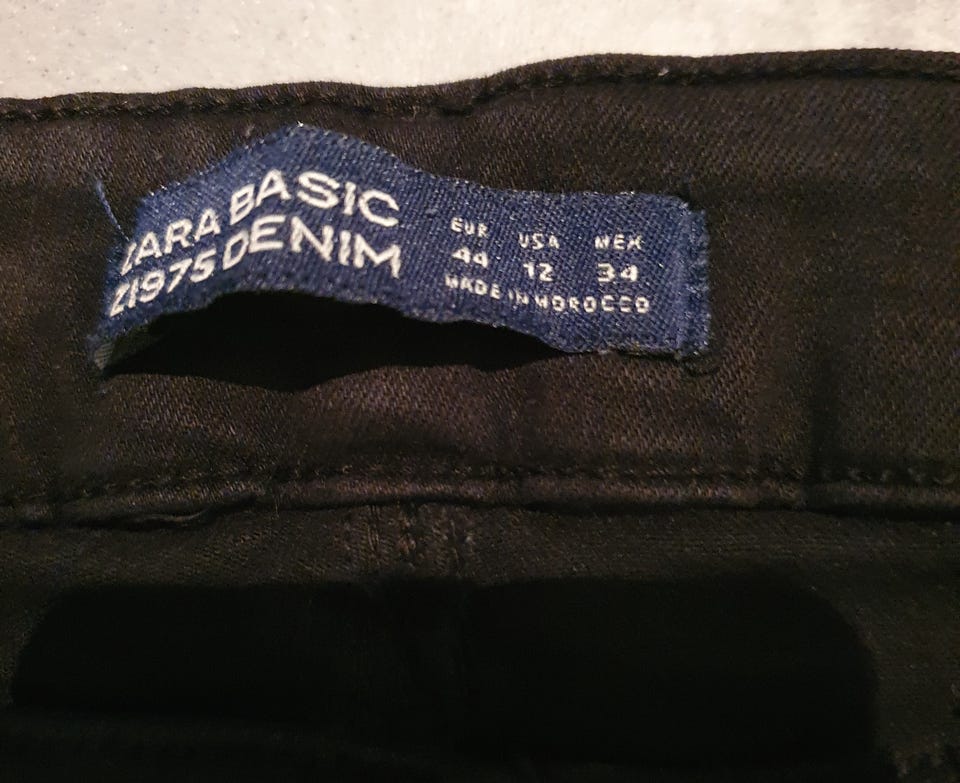 ZARA BASIC
Z1975 DENIM
EUR USA MEX
44 12 34
MADE IN MOROCCO